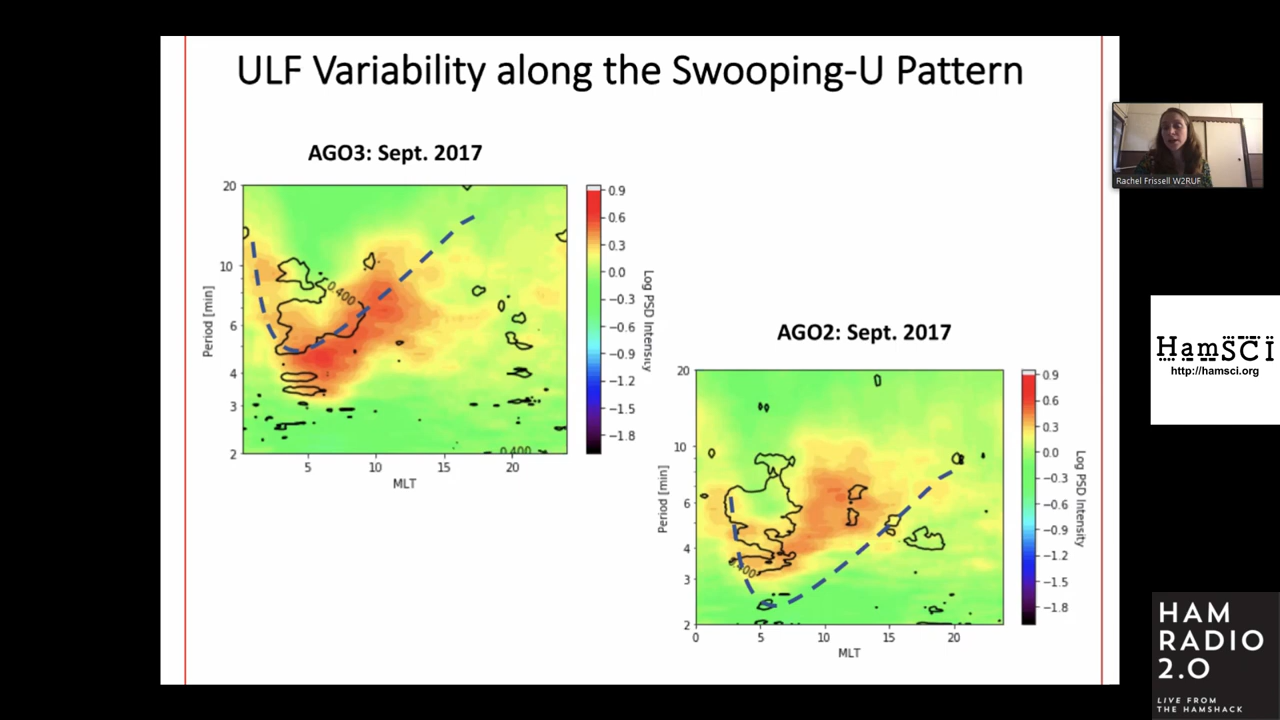 ULF Variability along the Swooping-U Pattern
AGO3: Sept. 2017
20
10
6
4
3
2
Period [min]
5
10
15
20
MLT
0.400
0.400
0.9
0.6
0.3
0.0
−0.3
−0.6
−0.9
−1.2
−1.5
−1.8
Log PSD Intensity
AGO2: Sept. 2017
20
10
6
4
3
2
Period [min]
0
5
10
15
20
MLT
0.400
0.9
0.6
0.3
0.0
−0.3
−0.6
−0.9
−1.2
−1.5
−1.8
Log PSD Intensity
Rachel Frissell W2RUF
HamSCI
http://hamsci.org
HAM
RADIO
2.0
LIVE FROM
THE HAMSHACK